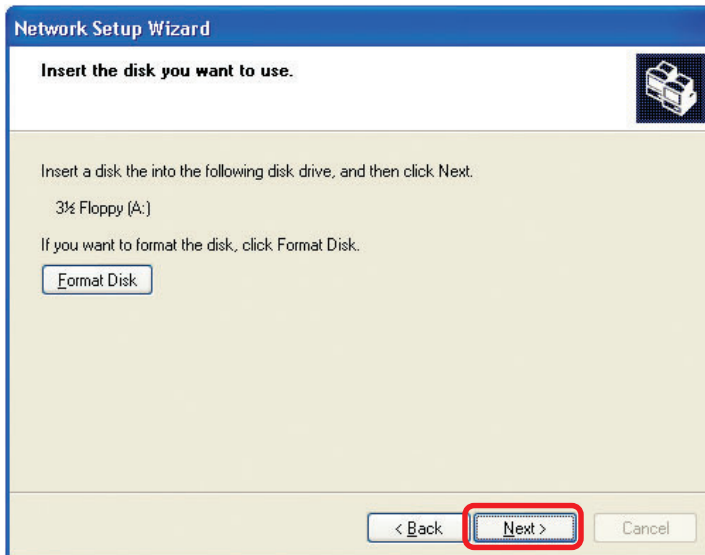 Network Setup Wizard
Insert the disk you want to use.
Insert a disk the into the following disk drive, and then click Next.
3½ Floppy (A:)
If you want to format the disk, click Format Disk.
Format Disk
< Back Next > Cancel